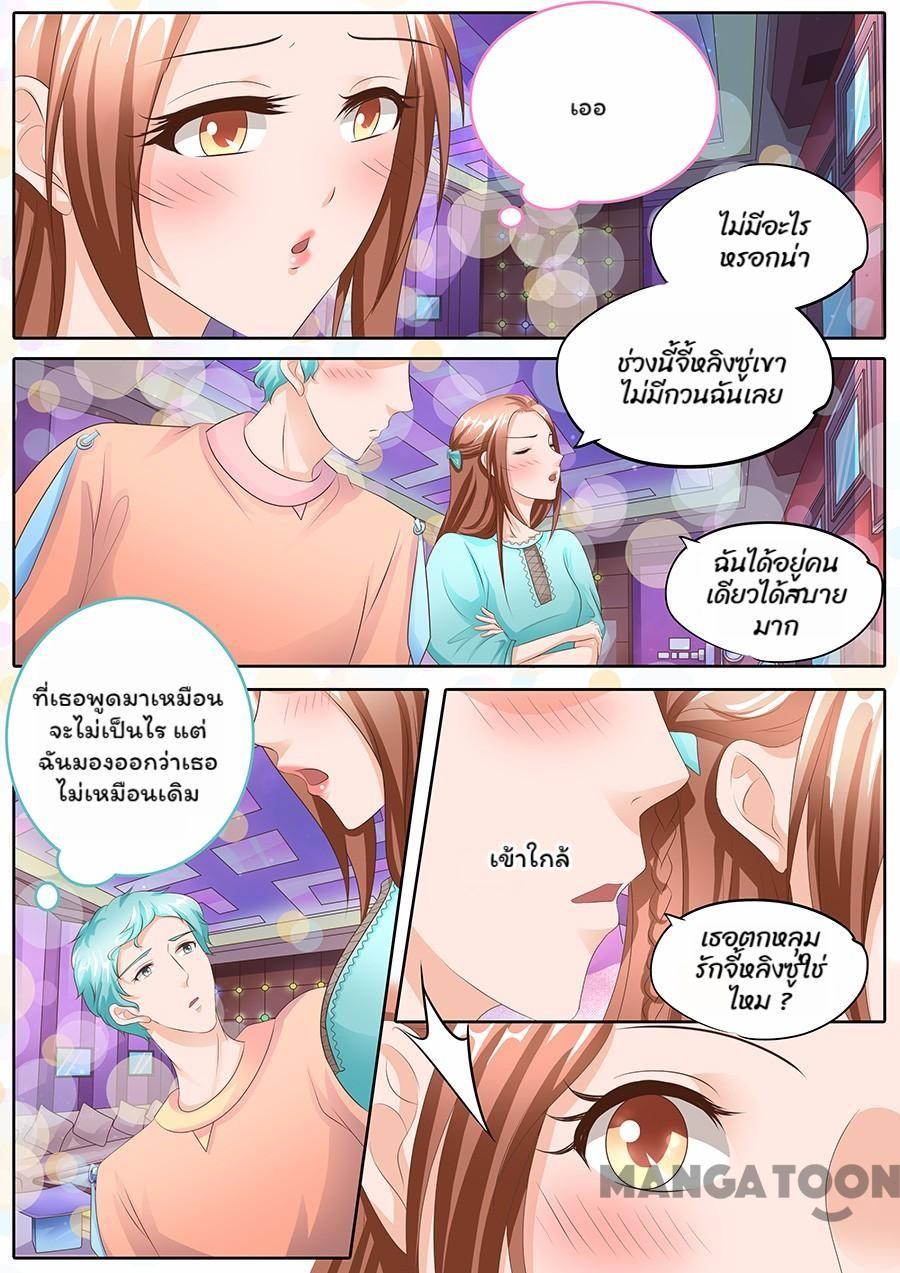 เออ
ไม่มีอะไร
หรอกน่า
ช่วงนี้จี้หลิงซู่เขา
ไม่มีกวนฉันเลย
ฉันได้อยู่คน
เดียวได้สบาย
มาก
ที่เธอพูดมาเหมือน
จะไม่เป็นไร แต่
ฉันมองออกว่าเธอ
ไม่เหมือนเดิม
เข้าใกล้
เธอตกหลุม
รักจี้หลิงซู่ใช่
ไหม ?
MANGATOON